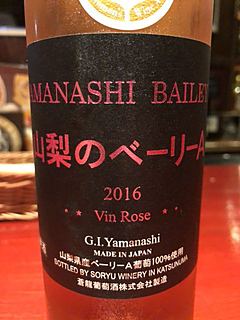 YAMANASHI BAILEY
山梨のベーリーA
2016
Vin Rose
G.I.Yamanashi
MADE IN JAPAN
山梨県産ベーリーA葡萄100%使用
BOTTLED BY SORYU WINERY IN KATSUNUMA
蒼龍葡萄酒株式会社製造